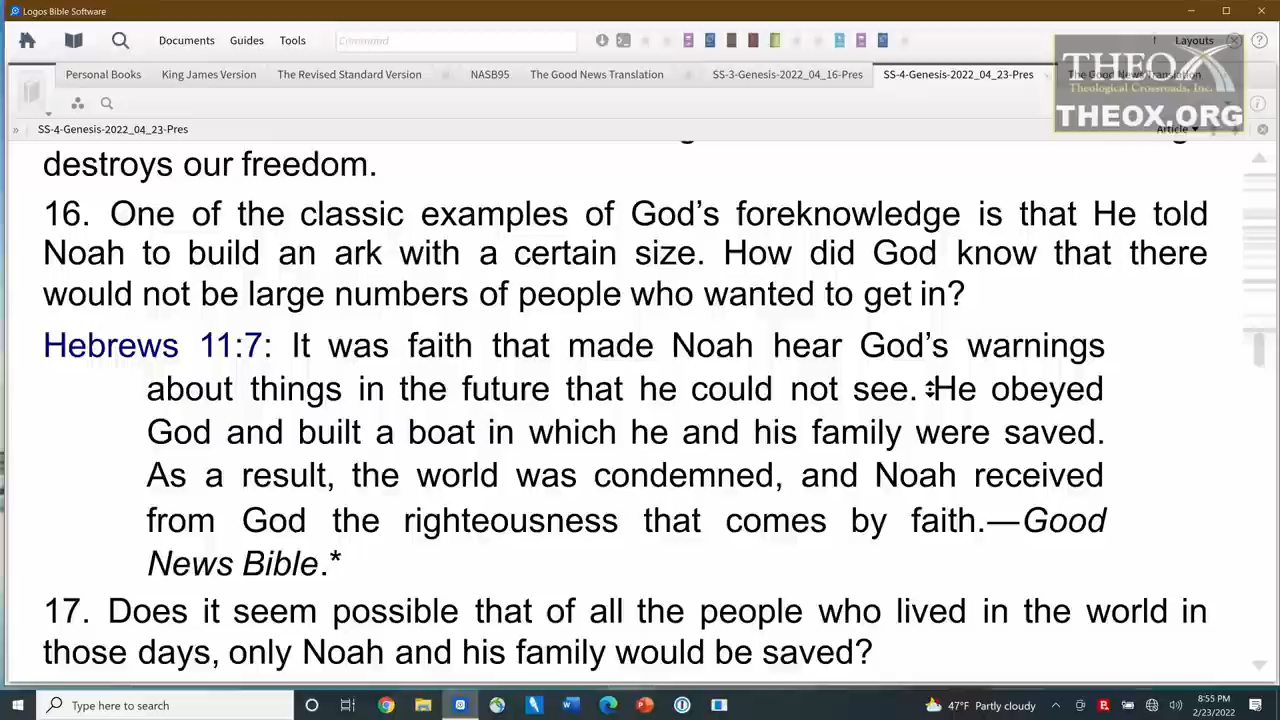 Logos Bible Software
Documents Guides Tools Command Layouts
Personal Books King James Version The Revised Standard Version NASB95 The Good News Translation SS-3-Genesis-2022_04_16-Pres SS-4-Genesis-2022_04_23-Pres The Good News Translation
THEOX
Theological Crossroads, Inc.
THEOX.ORG
SS-4-Genesis-2022_04_23-Pres Article
destroys our freedom.
16. One of the classic examples of God’s foreknowledge is that He told
Noah to build an ark with a certain size. How did God know that there
would not be large numbers of people who wanted to get in?
Hebrews 11:7: It was faith that made Noah hear God’s warnings
about things in the future that he could not see. He obeyed
God and built a boat in which he and his family were saved.
As a result, the world was condemned, and Noah received
from God the righteousness that comes by faith.—Good
News Bible.*
17. Does it seem possible that of all the people who lived in the world in
those days, only Noah and his family would be saved?
Type here to search 47°F Partly cloudy 8:55 PM
2/23/2022